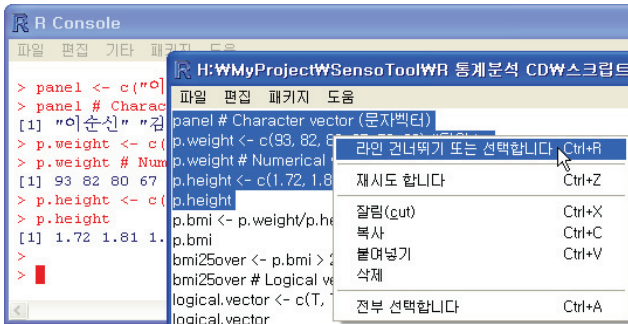 R Console
파일 편집 기타 패키지 도움
> panel <- c("이
> panel # Charac
[1] "이순신" "김
> p.weight <- c(
> p.weight # Num
[1] 93 82 80 67
> p.height <- c(
> p.height
[1] 1.72 1.81 1.
>
>
H:₩MyProject₩SensoTool₩R 통계분석 CD₩스크립트
파일 편집 패키지 도움
panel # Character vector (문자벡터)
p.weight <- c(93, 82, 8
p.weight # Numerical
p.height <- c(1.72, 1.8
p.height
p.bmi <- p.weight/p.he
p.bmi
bmi25over <- p.bmi > 2
bmi25over # Logical ve
logical.vector <- c(T,
logical.vector
라인 건너뛰기 또는 선택합니다 Ctrl+R
재시도 합니다 Ctrl+Z
잘림(cut) Ctrl+X
복사 Ctrl+C
붙여넣기 Ctrl+V
삭제
전부 선택합니다 Ctrl+A